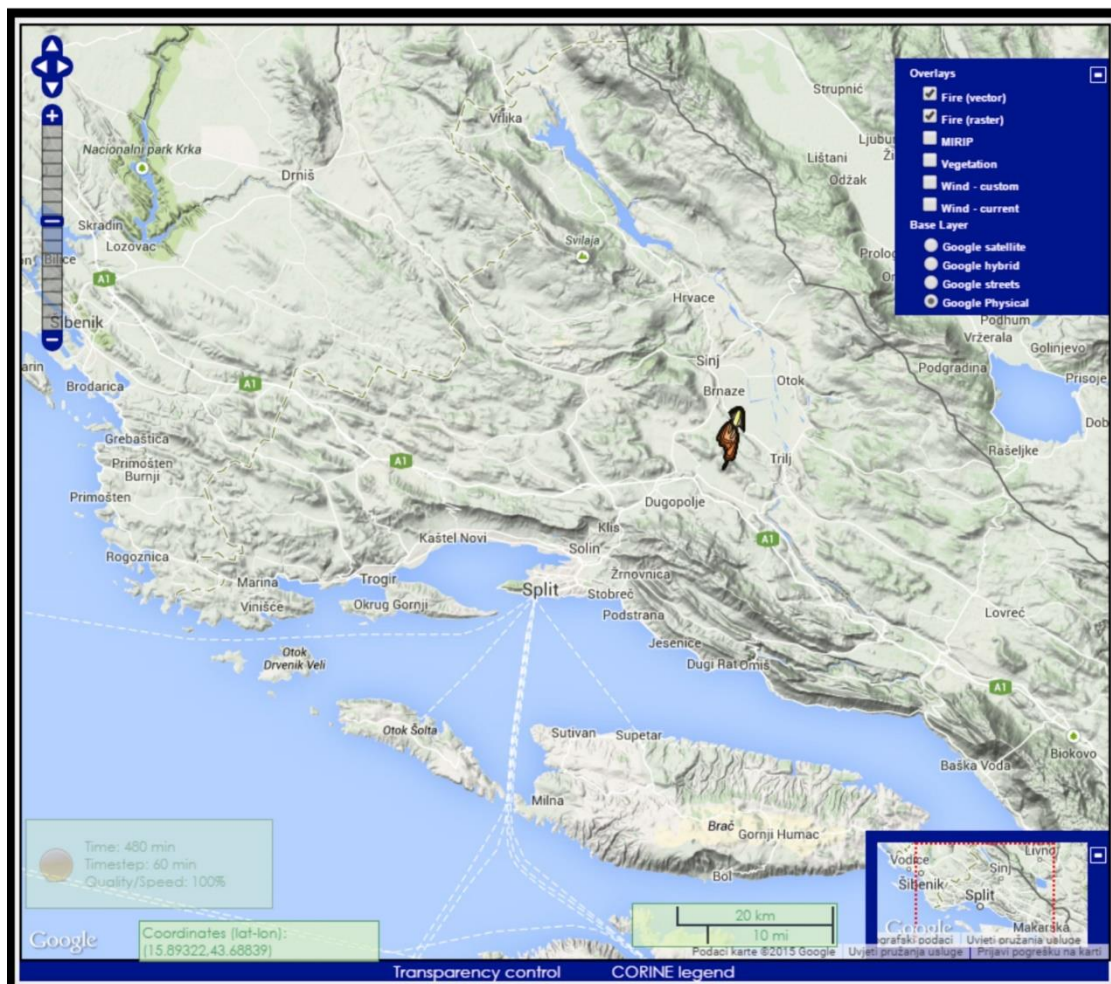 Overlays
Fire (vector)
Fire (raster)
MIRIP
Vegetation
Wind - custom
Wind - current
Base Layer
Google satellite
Google hybrid
Google streets
Google Physical
Strupnić
Vrlika
Nacionalni park Krka
Lištani
Odžak
Drniš
Skradin
Lozovac
Svilaja
A1
Šibenik
Hrvace
Podhum
Vržerala
Golinjevo
Sinj
Podgradina
Prisoje
Brodarica
A1
Brnaze
Otok
Grebaštica
Primošten
Burnji
A1
Trilj
Rašeljke
Primošten
Dugopolje
Klis
A1
Kaštel Novi
Solin
Rogoznica
Marina
Trogir
Split
Žrnovnica
Stobreč
Vinišće
Okrug Gornji
Podstrana
Lovreć
Jesenice
Otok
Drvenik Veli
Dugi Rat
Omiš
A1
Otok Šolta
Sutivan
Supetar
Biokovo
Baška Voda
Milna
Brač
Gornji Humac
Bol
Time: 480 min
Timestep: 60 min
Quality/Speed: 100%
Vodice
Livno
Šibenik
Sinj
Split
Makarska
Google
Google
Coordinates (lat-lon):
(15.89322,43.68839)
20 km
10 mi
Podaci karte ©2015 Google
Uvjeti pružanja usluge
Uvjeti pružanja usluge
Prijavi pogrešku na karti
Transparency control
CORINE legend